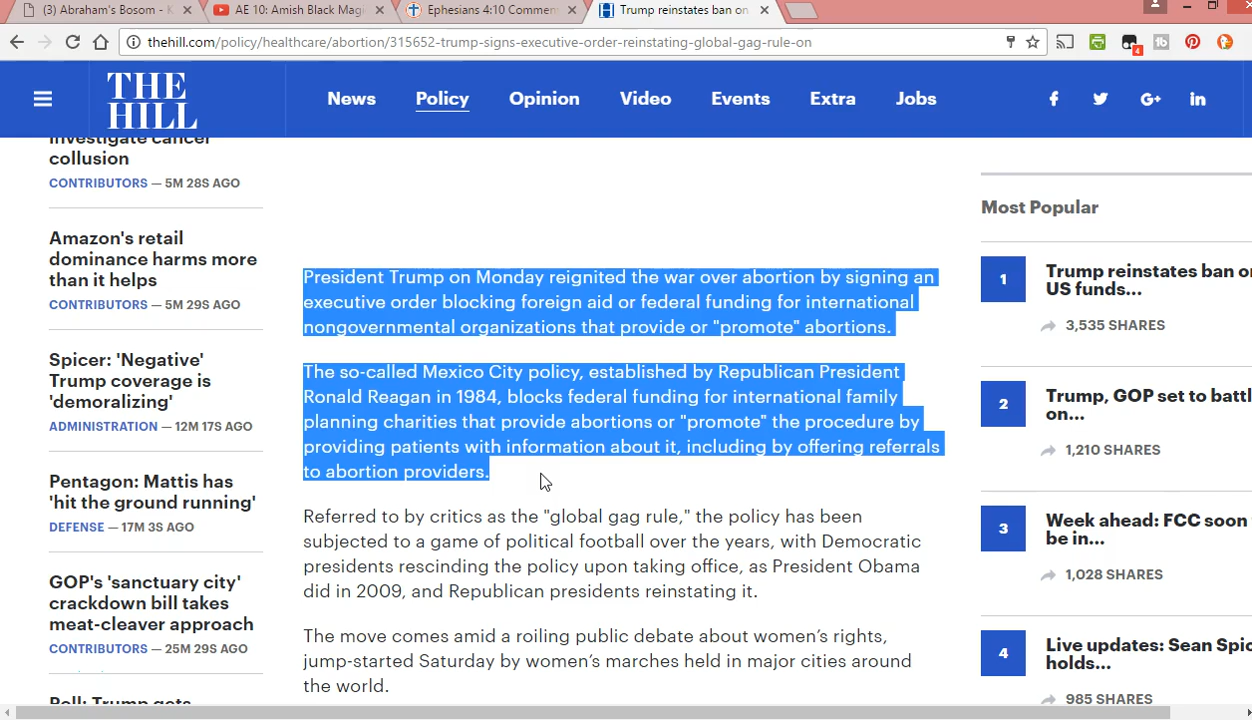 (3) Abraham's Bosom - K
AE 10: Amish Black Mag
Ephesians 4:10 Commen
Trump reinstates ban on
thehill.com/policy/healthcare/abortion/315652-trump-signs-executive-order-reinstating-global-gag-rule-on
4
THE
HILL
News
Policy
Opinion
Video
Events
Extra
Jobs
investigate cancer
collusion
CONTRIBUTORS — 5M 28S AGO
Amazon's retail
dominance harms more
than it helps
CONTRIBUTORS — 5M 29S AGO
Spicer: 'Negative'
Trump coverage is
'demoralizing'
ADMINISTRATION — 12M 17S AGO
Pentagon: Mattis has
'hit the ground running'
DEFENSE — 17M 3S AGO
GOP's 'sanctuary city'
crackdown bill takes
meat-cleaver approach
CONTRIBUTORS — 25M 29S AGO
Poll: Trump gets
President Trump on Monday reignited the war over abortion by signing an
executive order blocking foreign aid or federal funding for international
nongovernmental organizations that provide or "promote" abortions.
The so-called Mexico City policy, established by Republican President
Ronald Reagan in 1984, blocks federal funding for international family
planning charities that provide abortions or "promote" the procedure by
providing patients with information about it, including by offering referrals
to abortion providers.
Referred to by critics as the "global gag rule," the policy has been
subjected to a game of political football over the years, with Democratic
presidents rescinding the policy upon taking office, as President Obama
did in 2009, and Republican presidents reinstating it.
The move comes amid a roiling public debate about women's rights,
jump-started Saturday by women's marches held in major cities around
the world.
Most Popular
1
Trump reinstates ban on
US funds...
3,535 SHARES
2
Trump, GOP set to battl
on...
1,210 SHARES
3
Week ahead: FCC soon
be in...
1,028 SHARES
4
Live updates: Sean Spic
holds...
985 SHARES